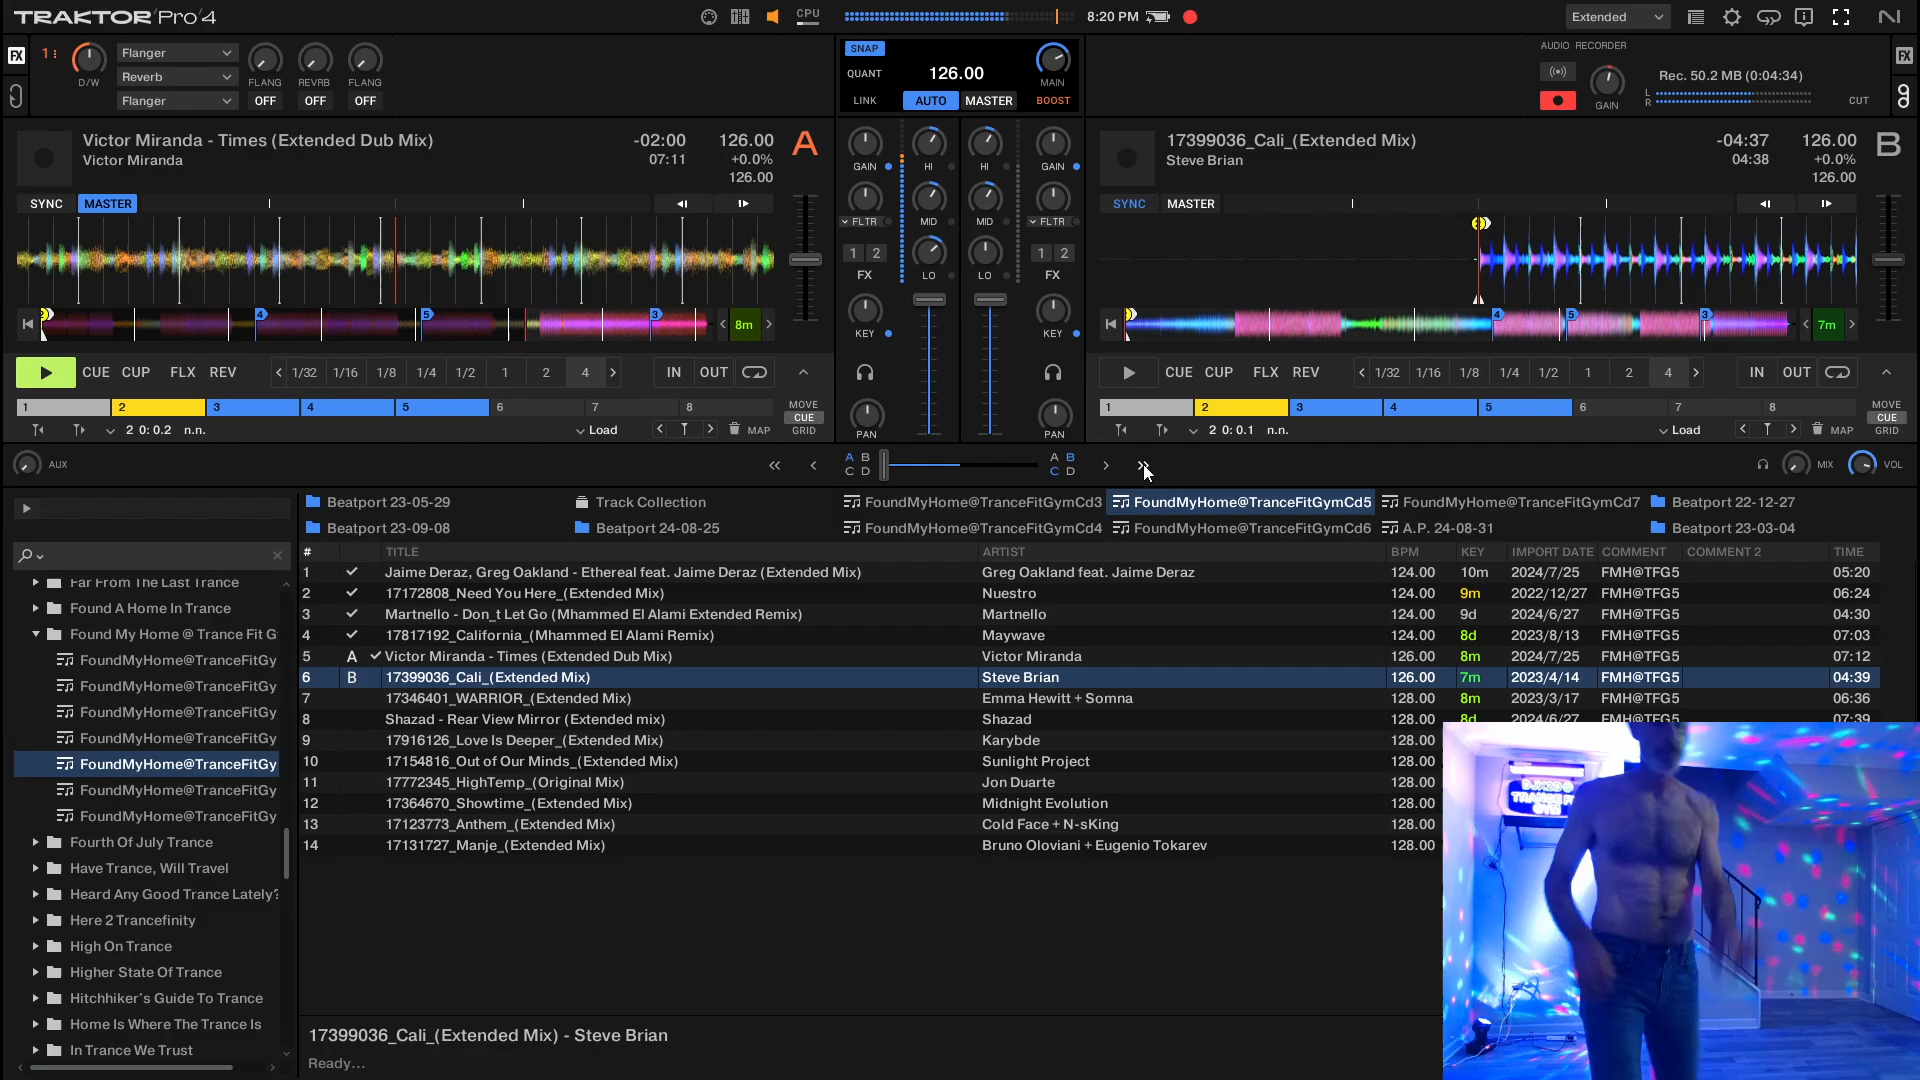 TRAKTOR Pro 4
CPU
8:20 PM
Extended
FX
1
D/W
Flanger
Reverb
Flanger
FLANG
REVRB
FLANG
OFF
OFF
OFF
SNAP
QUANT
126.00
LINK
AUTO
MASTER
MAIN
BOOST
AUDIO RECORDER
GAIN
Rec. 50.2 MB (0:04:34)
L
R
CUT
FX
Victor Miranda - Times (Extended Dub Mix)
Victor Miranda
-02:00
07:11
126.00
+0.0%
126.00
A
SYNC
MASTER
4
5
3
8m
CUE
CUP
FLX
REV
1/32
1/16
1/8
1/4
1/2
1
2
4
IN
OUT
1
2
3
4
5
6
7
8
MOVE
CUE
GRID
2 0: 0.2 n.n.
Load
MAP
GAIN
HI
HI
GAIN
FLTR
MID
MID
FLTR
1 2
1 2
FX
LO
LO
FX
KEY
KEY
PAN
PAN
17399036_Cali_(Extended Mix)
Steve Brian
-04:37
04:38
126.00
+0.0%
126.00
B
SYNC
MASTER
4
5
3
7m
CUE
CUP
FLX
REV
1/32
1/16
1/8
1/4
1/2
1
2
4
IN
OUT
1
2
3
4
5
6
7
8
MOVE
CUE
GRID
2 0: 0.1 n.n.
Load
MAP
AUX
A B
C D
A B
C D
MIX
VOL
Beatport 23-05-29
Track Collection
FoundMyHome@TranceFitGymCd3
FoundMyHome@TranceFitGymCd5
FoundMyHome@TranceFitGymCd7
Beatport 22-12-27
Beatport 23-09-08
Beatport 24-08-25
FoundMyHome@TranceFitGymCd4
FoundMyHome@TranceFitGymCd6
A.P. 24-08-31
Beatport 23-03-04
Far From The Last Trance
Found A Home In Trance
Found My Home @ Trance Fit G
FoundMyHome@TranceFitGy
FoundMyHome@TranceFitGy
FoundMyHome@TranceFitGy
FoundMyHome@TranceFitGy
FoundMyHome@TranceFitGy
FoundMyHome@TranceFitGy
FoundMyHome@TranceFitGy
Fourth Of July Trance
Have Trance, Will Travel
Heard Any Good Trance Lately?
Here 2 Trancefinity
High On Trance
Higher State Of Trance
Hitchhiker's Guide To Trance
Home Is Where The Trance Is
In Trance We Trust
# TITLE ARTIST BPM KEY IMPORT DATE COMMENT COMMENT 2 TIME
1 Jaime Deraz, Greg Oakland - Ethereal feat. Jaime Deraz (Extended Mix) Greg Oakland feat. Jaime Deraz 124.00 10m 2024/7/25 FMH@TFG5 05:20
2 17172808_Need You Here_(Extended Mix) Nuestro 124.00 9m 2022/12/27 FMH@TFG5 06:24
3 Martnello - Don_t Let Go (Mhammed El Alami Extended Remix) Martnello 124.00 9d 2024/6/27 FMH@TFG5 04:30
4 17817192_California_(Mhammed El Alami Remix) Maywave 124.00 8d 2023/8/13 FMH@TFG5 07:03
5 A Victor Miranda - Times (Extended Dub Mix) Victor Miranda 126.00 8m 2024/7/25 FMH@TFG5 07:12
6 B 17399036_Cali_(Extended Mix) Steve Brian 126.00 7m 2023/4/14 FMH@TFG5 04:39
7 17346401_WARRIOR_(Extended Mix) Emma Hewitt + Somna 128.00 8m 2023/3/17 FMH@TFG5 06:36
8 Shazad - Rear View Mirror (Extended mix) Shazad 128.00 8d 2024/6/27 FMH@TFG5 07:39
9 17916126_Love Is Deeper_(Extended Mix) Karybde 128.00
10 17154816_Out of Our Minds_(Extended Mix) Sunlight Project 128.00
11 17772345_HighTemp_(Original Mix) Jon Duarte 128.00
12 17364670_Showtime_(Extended Mix) Midnight Evolution 128.00
13 17123773_Anthem_(Extended Mix) Cold Face + N-sKing 128.00
14 17131727_Manje_(Extended Mix) Bruno Oloviani + Eugenio Tokarev 128.00
17399036_Cali_(Extended Mix) - Steve Brian
Ready...